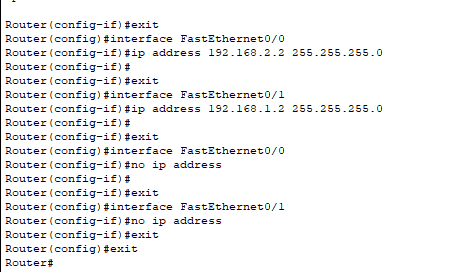 Router(config-if)#exit
Router(config)#interface FastEthernet0/0
Router(config-if)#ip address 192.168.2.2 255.255.255.0
Router(config-if)#
Router(config-if)#exit
Router(config)#interface FastEthernet0/1
Router(config-if)#ip address 192.168.1.2 255.255.255.0
Router(config-if)#
Router(config-if)#exit
Router(config)#interface FastEthernet0/0
Router(config-if)#no ip address
Router(config-if)#
Router(config-if)#exit
Router(config)#interface FastEthernet0/1
Router(config-if)#no ip address
Router(config-if)#exit
Router(config)#exit
Router#